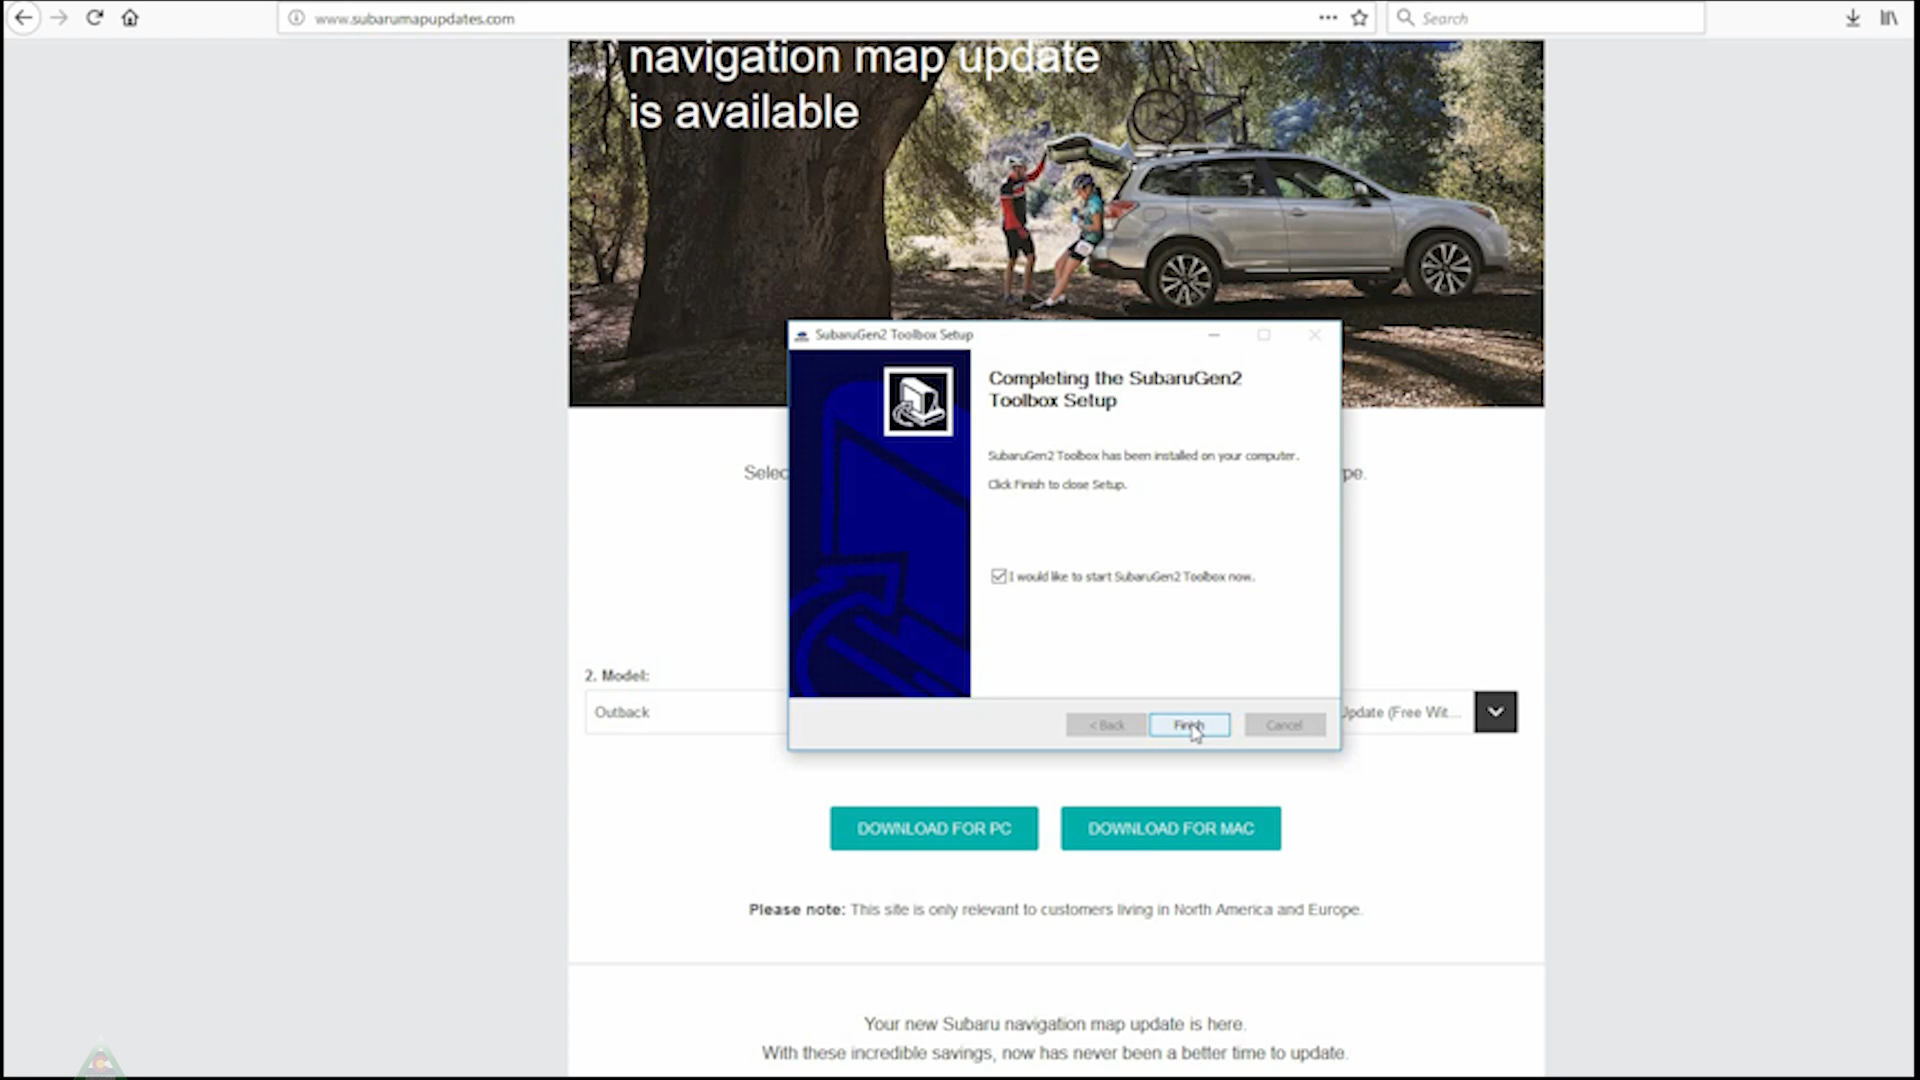 www.subarumapupdates.com
Search
navigation map update
is available
SubaruGen2 Toolbox Setup
Completing the SubaruGen2
Toolbox Setup
SubaruGen2 Toolbox has been installed on your computer.
Click Finish to close Setup.
I would like to start SubaruGen2 Toolbox now.
< Back
Finish
Cancel
2. Model:
Outback
Update (Free Wit...
DOWNLOAD FOR PC
DOWNLOAD FOR MAC
Please note: This site is only relevant to customers living in North America and Europe.
Your new Subaru navigation map update is here.
With these incredible savings, now has never been a better time to update.